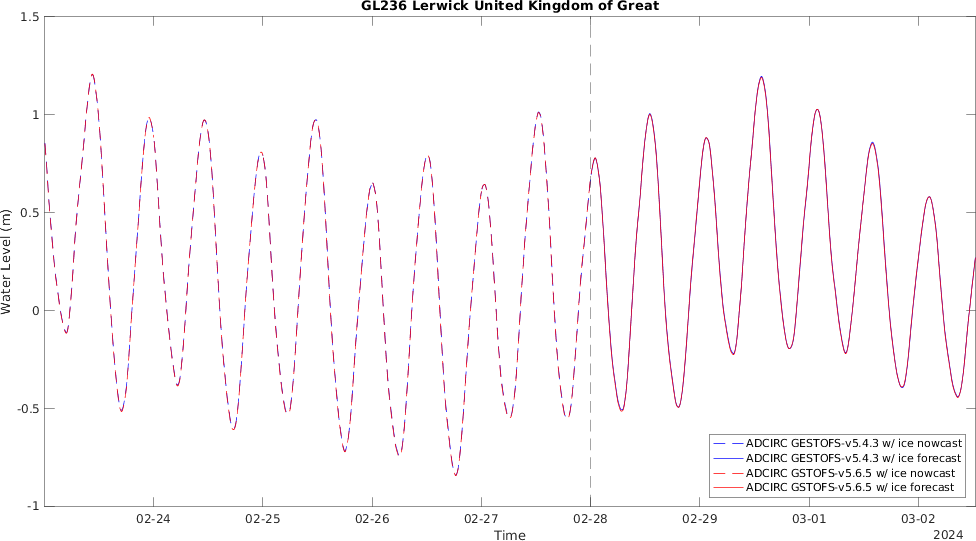 GL236 Lerwick United Kingdom of Great
1.5
1
0.5
0
-0.5
-1
Water Level (m)
ADCIRC GESTOFS-v5.4.3 w/ ice nowcast
ADCIRC GESTOFS-v5.4.3 w/ ice forecast
ADCIRC GSTOFS-v5.6.5 w/ ice nowcast
ADCIRC GSTOFS-v5.6.5 w/ ice forecast
02-24 02-25 02-26 02-27 02-28 02-29 03-01 03-02
Time
2024